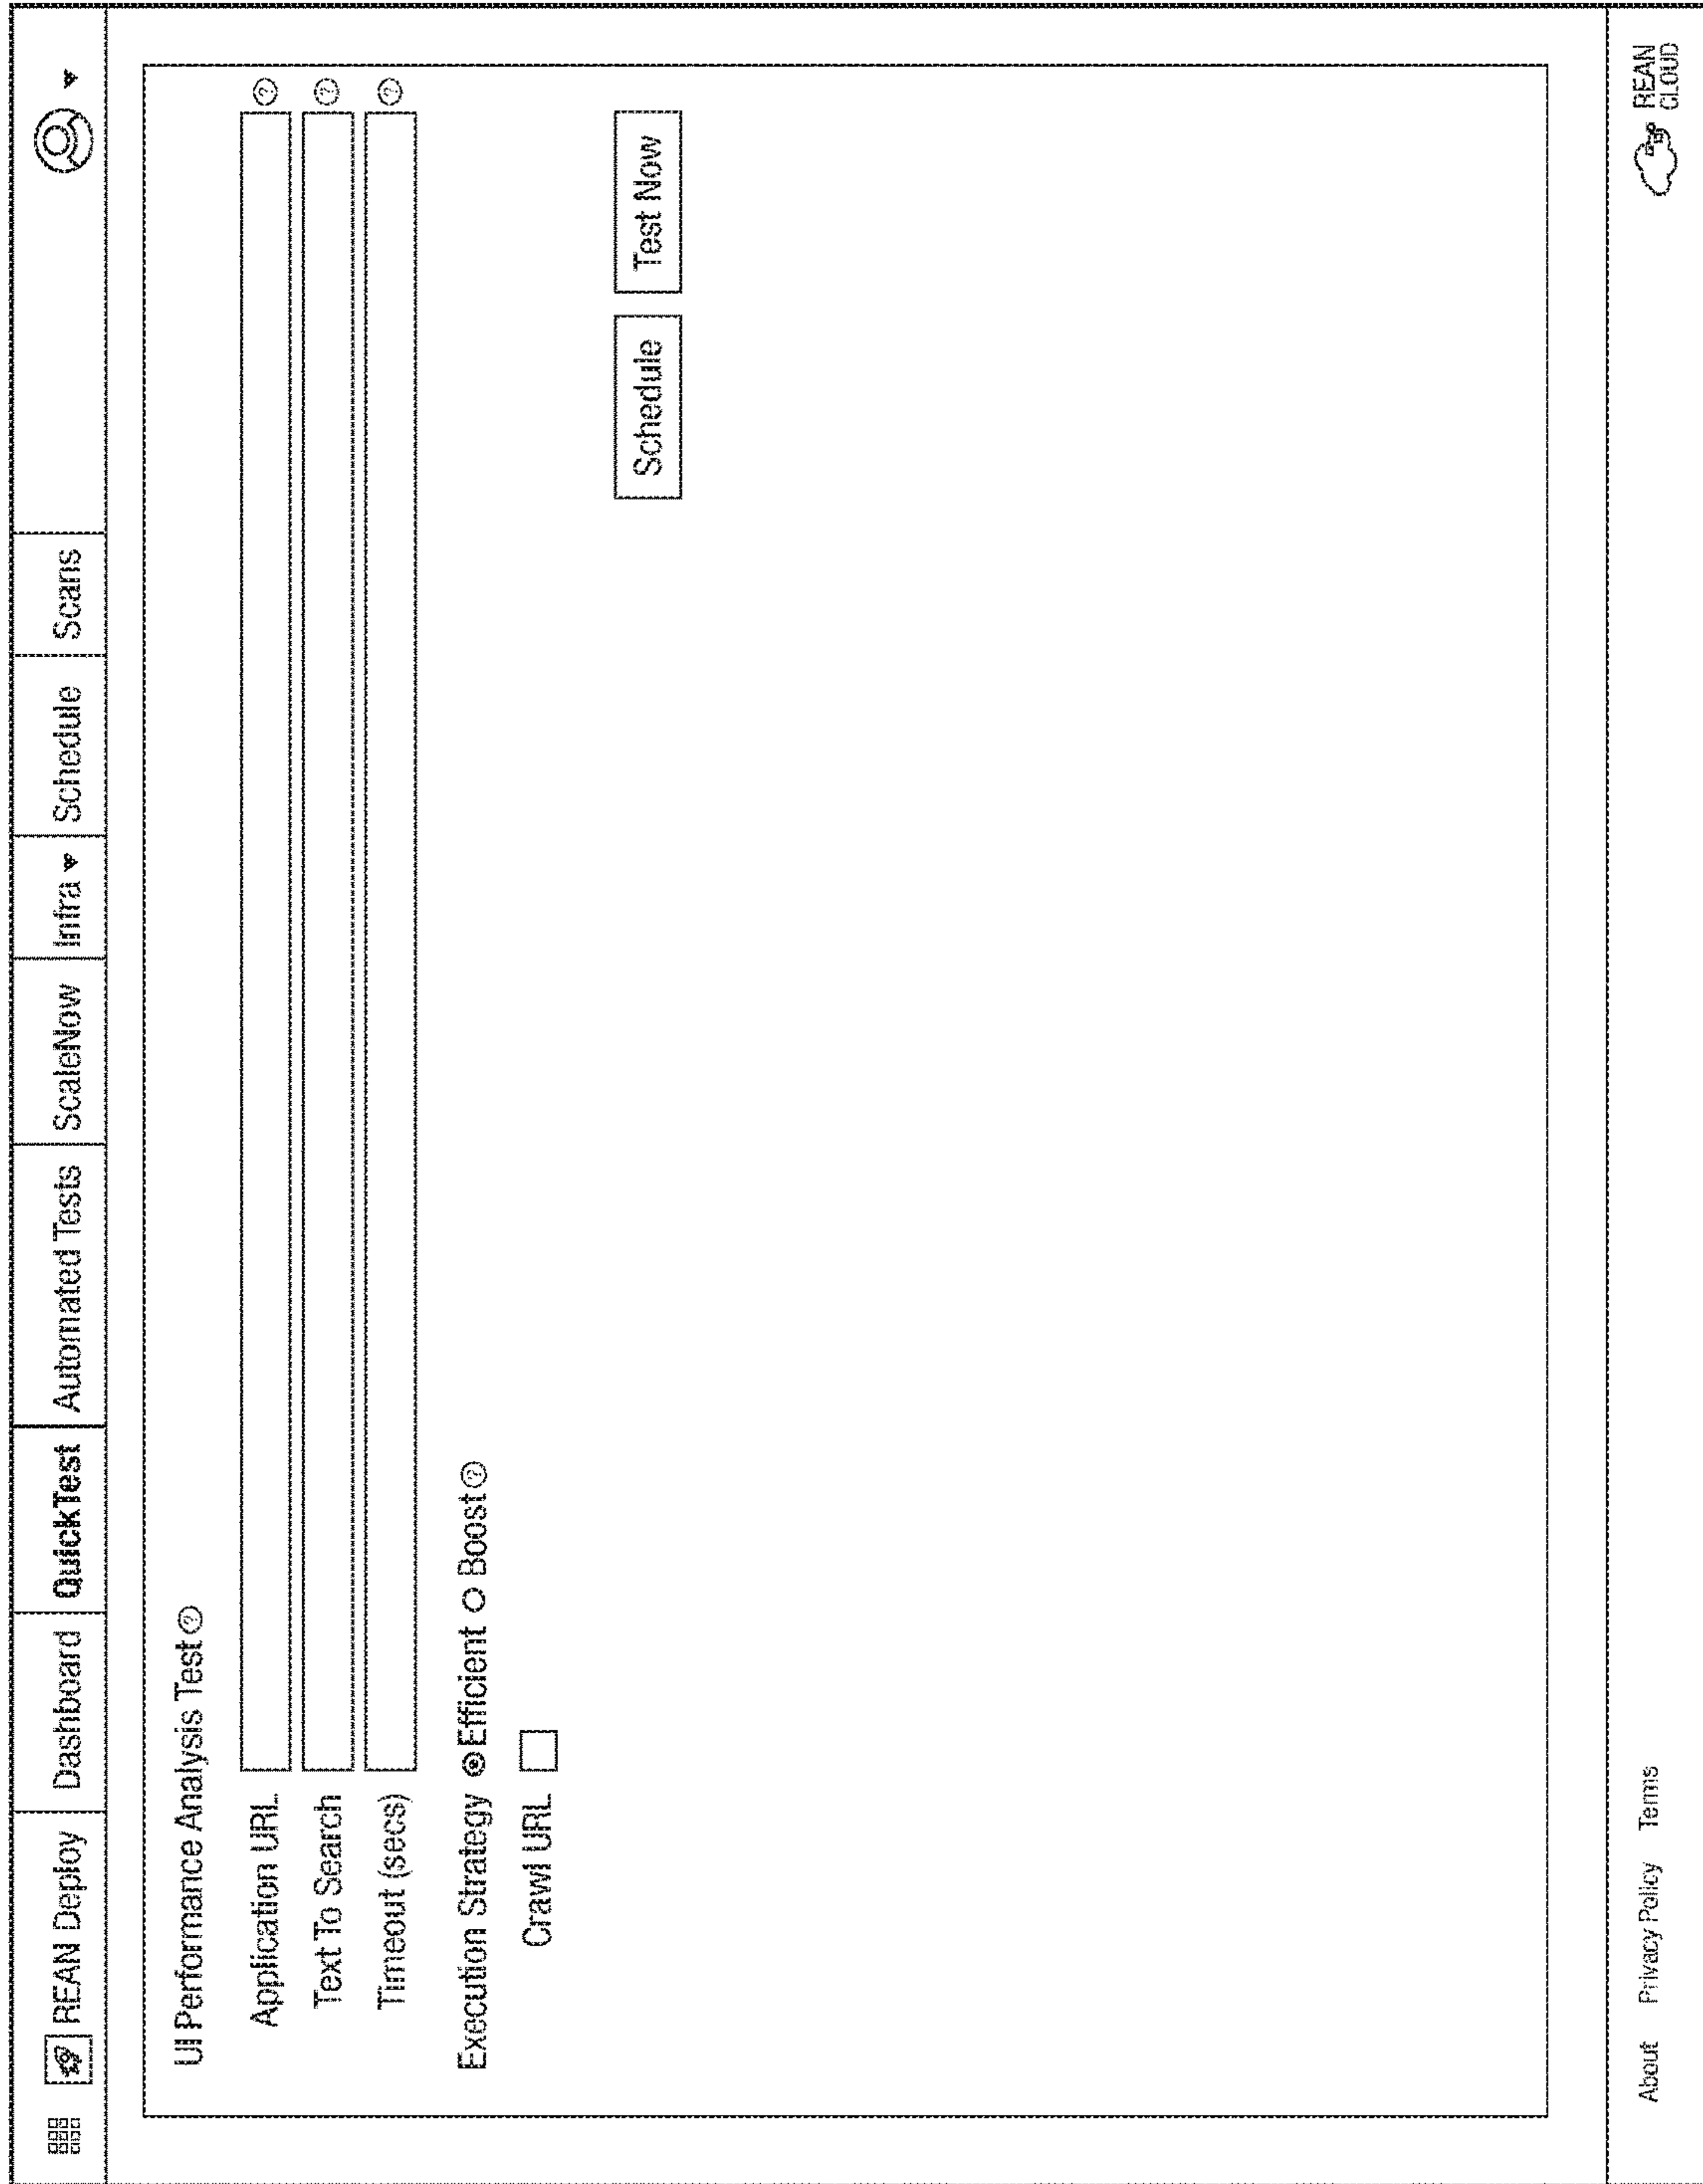 REAN Deploy Dashboard QuickTest Automated Tests ScaleNow Infra Schedule Scans
UI Performance Analysis Test ?
Application URL ?
Text To Search ?
Timeout (secs) ?
Execution Strategy Efficient Boost ?
Crawl URL
Schedule Test Now
About Privacy Policy Terms
REAN
CLOUD